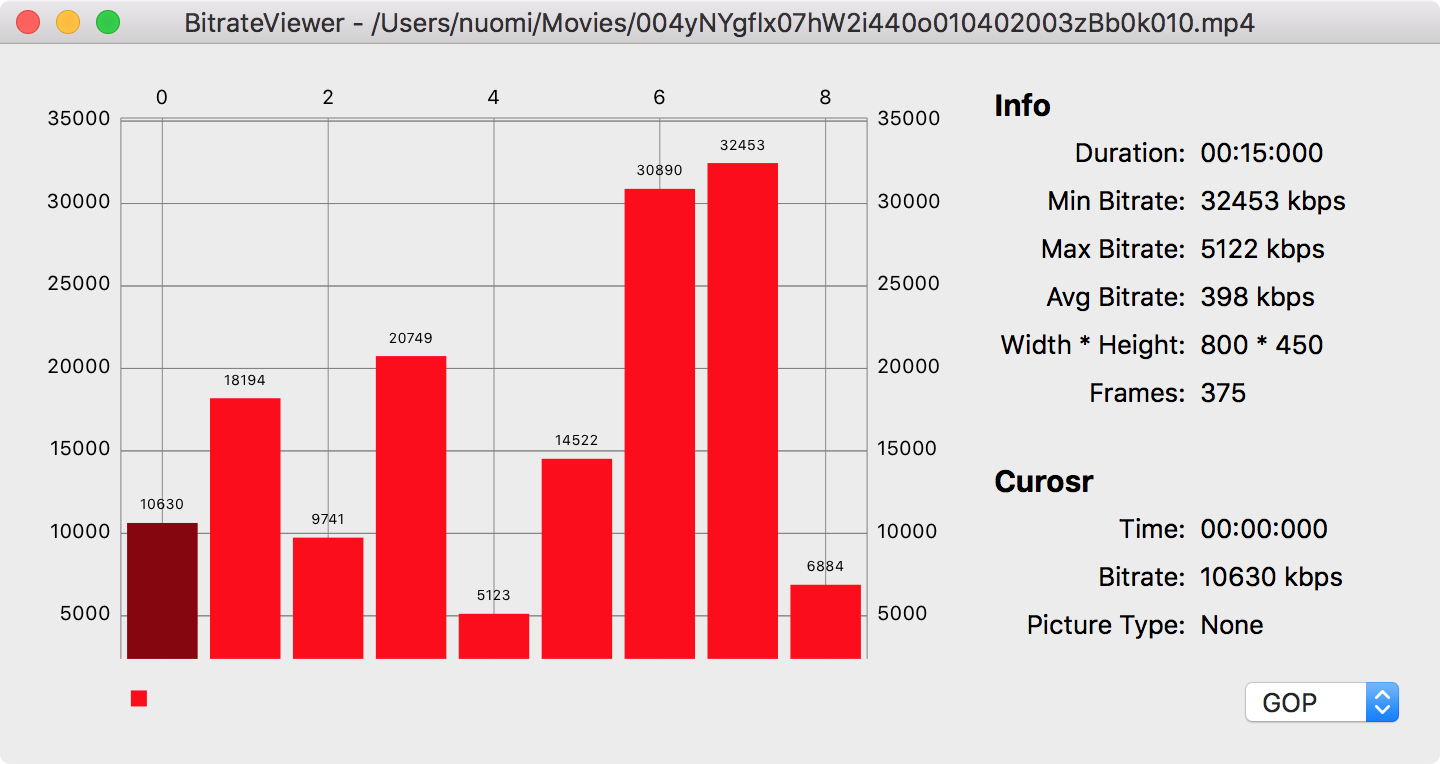 BitrateViewer - /Users/nuomi/Movies/004yNYgflx07hW2i440o010402003zBb0k010.mp4
0 2 4 6 8
35000 35000
32453
30890
30000 30000
25000 25000
20749
20000 20000
18194
15000 15000
14522
10630
10000 10000
9741
6884
5123
5000 5000
Info
Duration: 00:15:000
Min Bitrate: 32453 kbps
Max Bitrate: 5122 kbps
Avg Bitrate: 398 kbps
Width * Height: 800 * 450
Frames: 375
Curosr
Time: 00:00:000
Bitrate: 10630 kbps
Picture Type: None
GOP